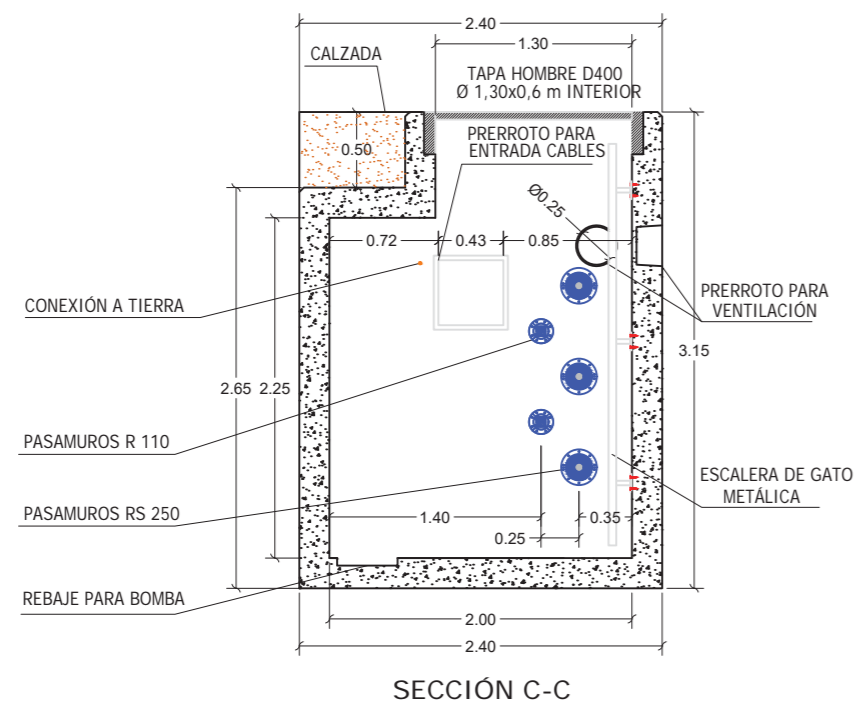 2.40
1.30
CALZADA
TAPA HOMBRE D400
Ø 1,30x0,6 m INTERIOR
PRERROTO PARA
ENTRADA CABLES
0.50
Ø0.25
0.72
0.43
0.85
CONEXIÓN A TIERRA
PRERROTO PARA
VENTILACIÓN
3.15
2.65
2.25
PASAMUROS R 110
ESCALERA DE GATO
METÁLICA
PASAMUROS RS 250
1.40
0.35
0.25
REBAJE PARA BOMBA
2.00
2.40
SECCIÓN C-C